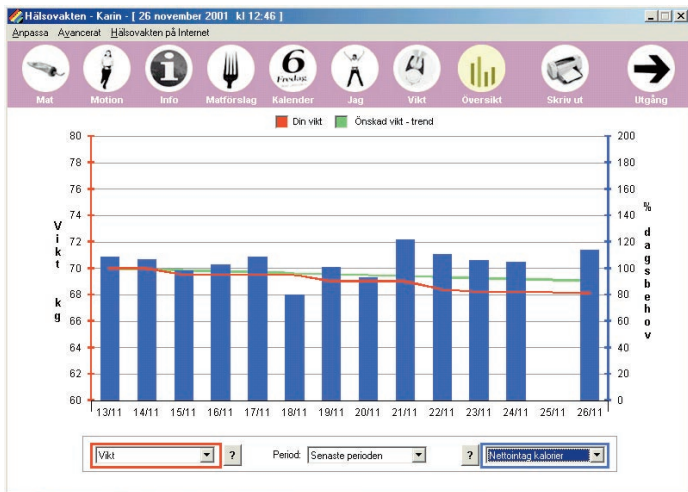 Hälsovakten - Karin - [ 26 november 2001 kl 12:46 ]
Anpassa Avancerat Hälsovakten på Internet
6
Fredag
Mat Motion Info Matförslag Kalender Jag Vikt Översikt Skriv ut Utgång
Din vikt Önskad vikt - trend
80 200
78 180
76 160
74 140
72 120
70 100
68 80
66 60
64 40
62 20
60 0
Vikt kg
% dagsbehov
13/11 14/11 15/11 16/11 17/11 18/11 19/11 20/11 21/11 22/11 23/11 24/11 25/11 26/11
Vikt ? Period: Senaste perioden ? Nettointag kalorier